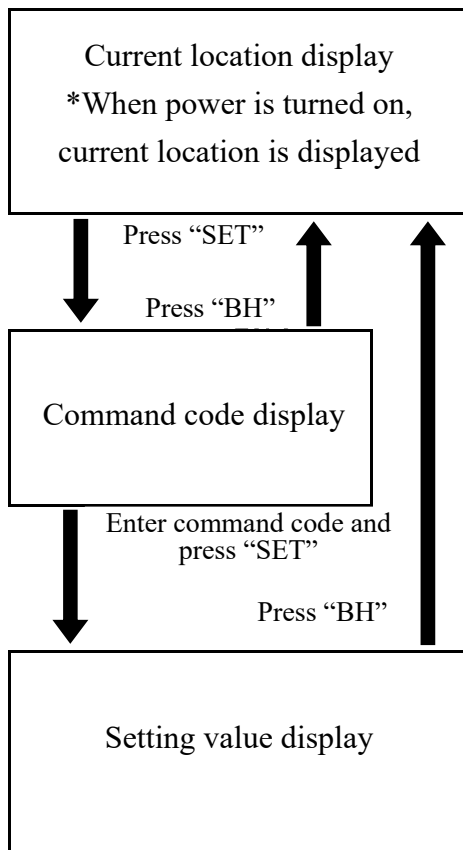 Current location display
*When power is turned on,
current location is displayed
Press “SET”
Press “BH”
Command code display
Enter command code and
press “SET”
Press “BH”
Setting value display